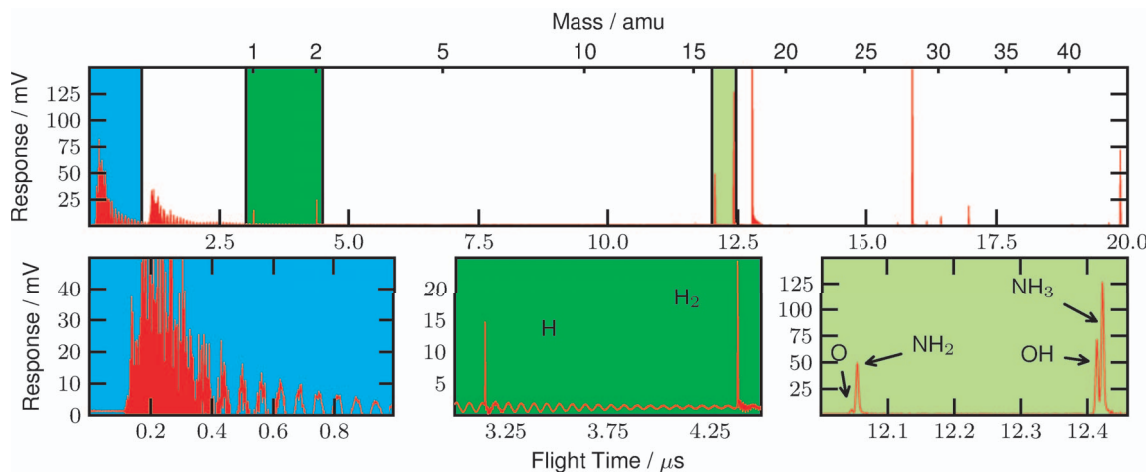 Mass / amu
1 2 5 10 15 20 25 30 35 40
Response / mV
125
100
75
50
25
2.5 5.0 7.5 10.0 12.5 15.0 17.5 20.0
Response / mV
40
30
20
10
0
0.2 0.4 0.6 0.8
20
15
10
5
H
H₂
3.25 3.75 4.25
125
100
75
50
25
O
NH₂
OH
NH₃
12.1 12.2 12.3 12.4
Flight Time / μs